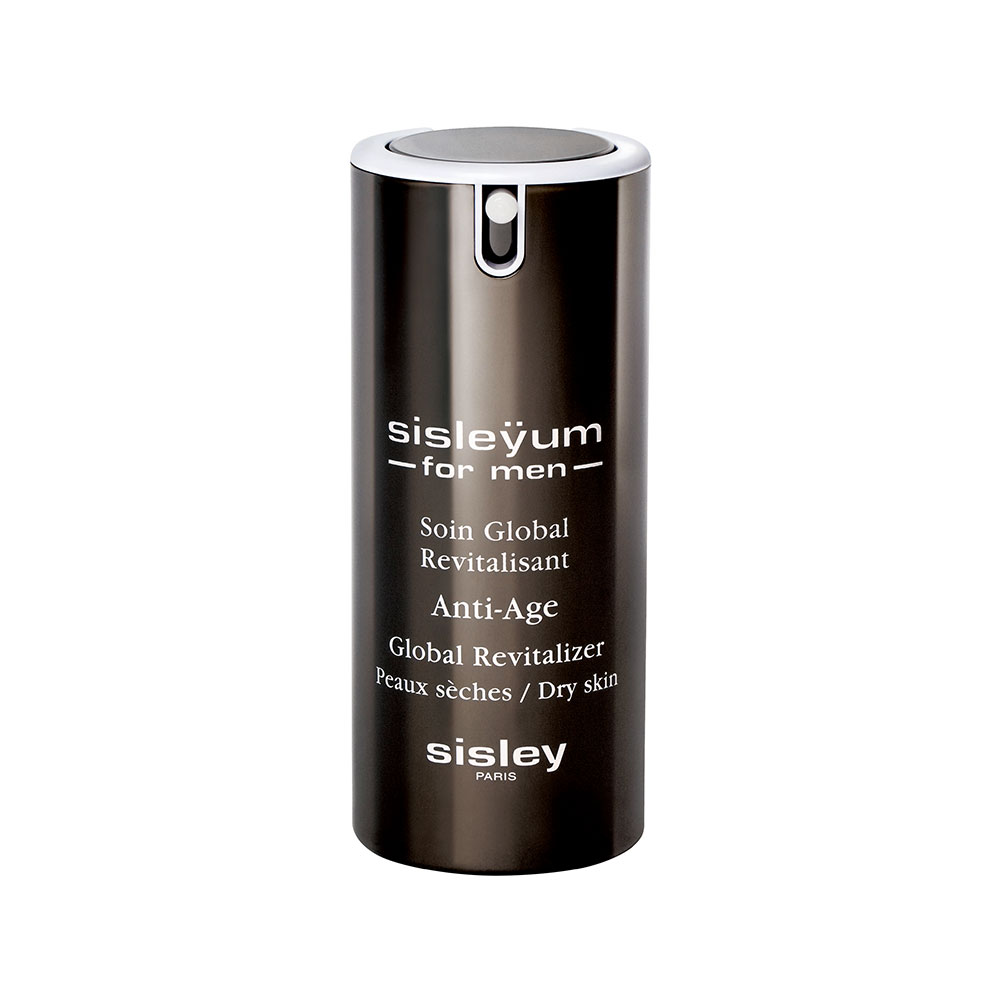 sisleÿum
for men
Soin Global
Revitalisant
Anti-Age
Global Revitalizer
Peaux sèches / Dry skin
sisley
PARIS